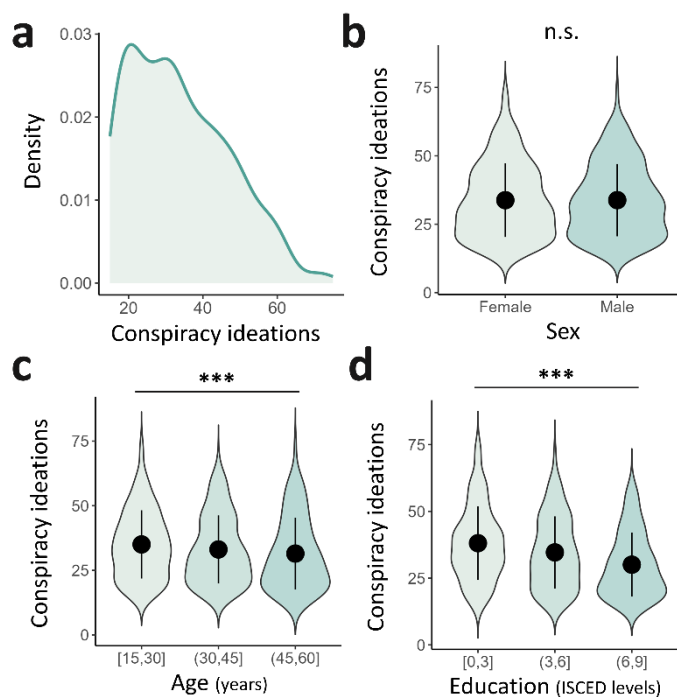 a
0.03
0.02
0.01
0.00
Density
20 40 60
Conspiracy ideations
b
n.s.
75
50
25
0
Conspiracy ideations
Female Male
Sex
c
***
75
50
25
0
Conspiracy ideations
[15,30] (30,45] (45,60]
Age (years)
d
***
75
50
25
0
Conspiracy ideations
[0,3] (3,6] (6,9]
Education (ISCED levels)